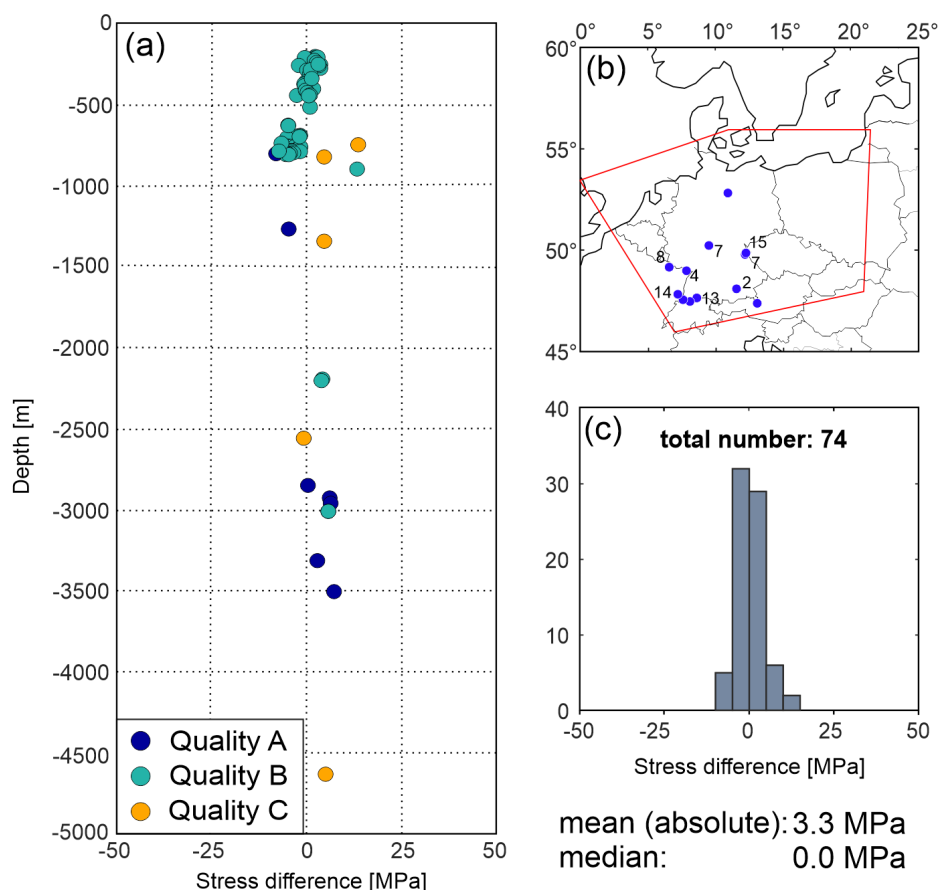 (a)
0
-500
-1000
-1500
-2000
-2500
-3000
-3500
-4000
-4500
-5000
Depth [m]
Quality A
Quality B
Quality C
-50 -25 0 25 50
Stress difference [MPa]
0° 5° 10° 15° 20° 25°
(b)
60°
55°
50°
45°
15
7
7
8
4
2
14
13
(c)
total number: 74
40
30
20
10
0
-50 -25 0 25 50
Stress difference [MPa]
mean (absolute): 3.3 MPa
median: 0.0 MPa